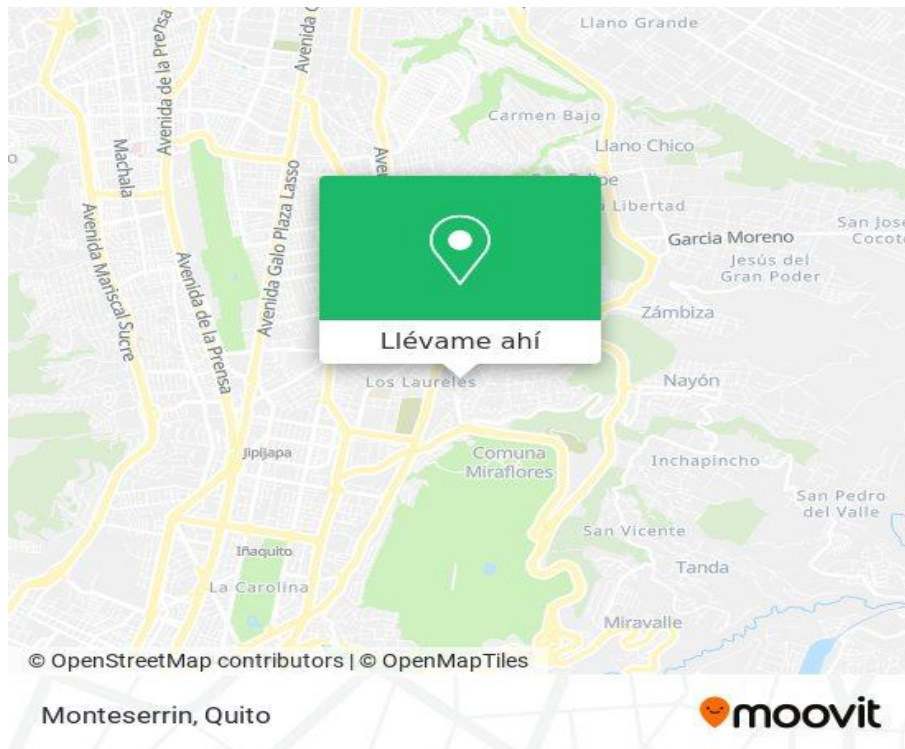 Llano Grande
Avenida de la Prensa
Avenida G
Carmen Bajo
Llano Chico
Machala
Aven
Libertad
San Jose
Cocoto
Garcia Moreno
Jesús del
Gran Poder
Avenida Mariscal Sucre
Avenida de la Prensa
Avenida Galo Plaza Lasso
Zámbiza
Llévame ahí
Los Laureles
Nayón
Jipijapa
Comuna
Miraflores
Inchapincho
San Pedro
del Valle
San Vicente
Iñaquito
La Carolina
Tanda
Miravalle
© OpenStreetMap contributors | © OpenMapTiles
Monteserrin, Quito
moovit